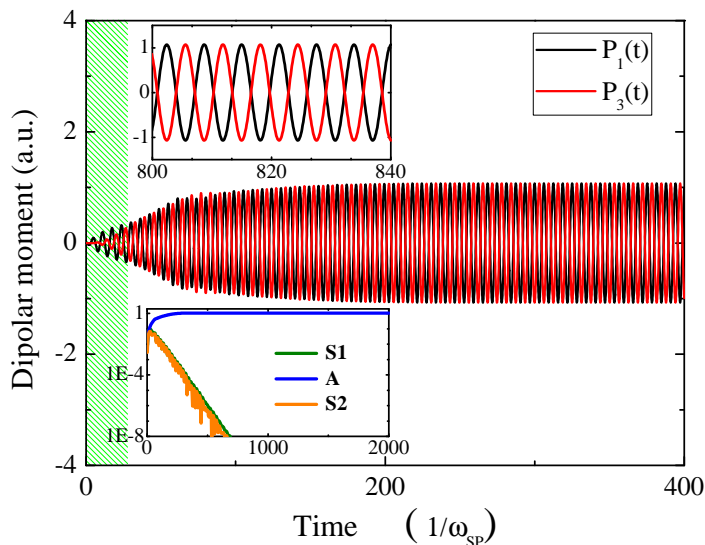 4
2
0
-2
-4
Dipolar moment (a.u.)
P_1(t)
P_3(t)
1
0
-1
800 820 840
1
1E-4
1E-8
S1
A
S2
0 1000 2000
0 200 400
Time ( 1/ω_SP)